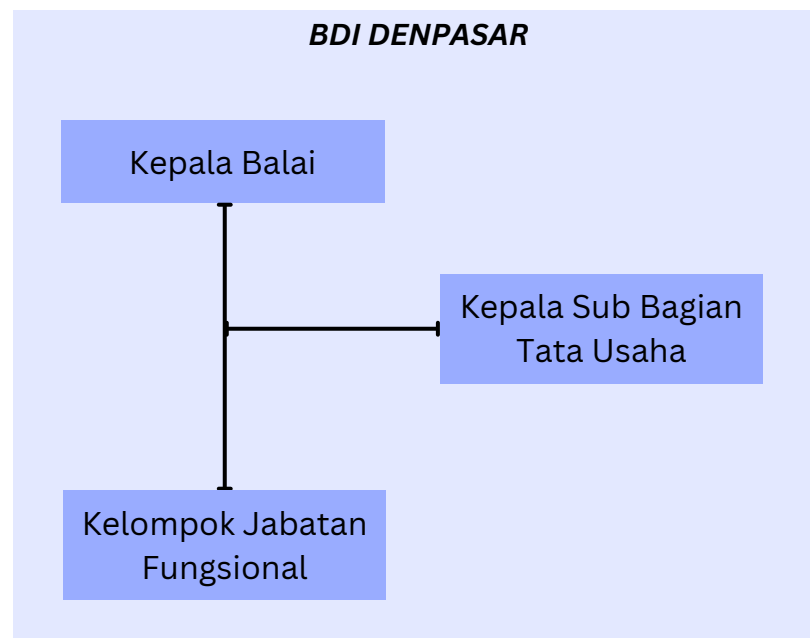 BDI DENPASAR
Kepala Balai
Kepala Sub Bagian
Tata Usaha
Kelompok Jabatan
Fungsional